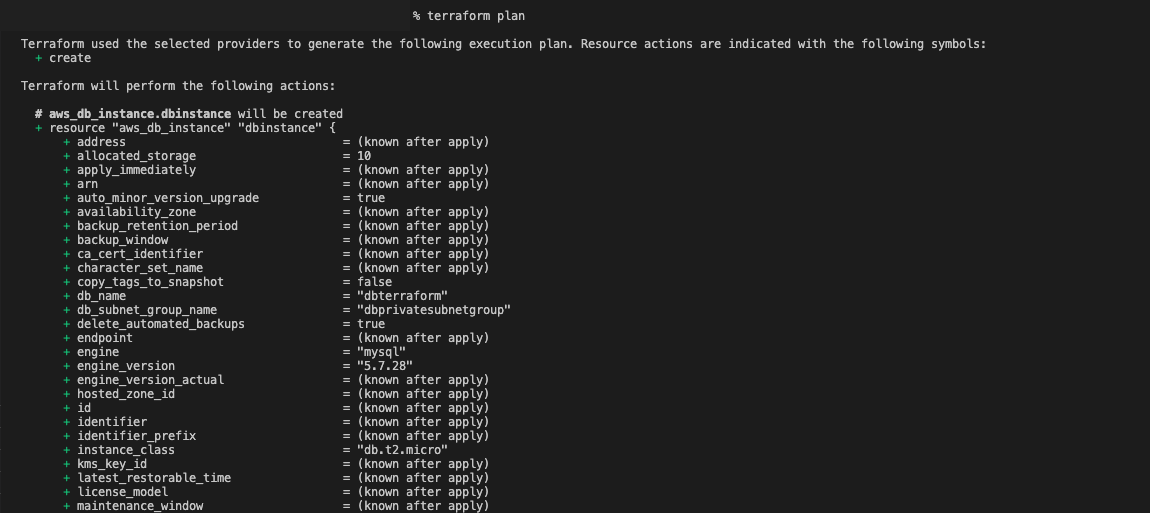 % terraform plan
Terraform used the selected providers to generate the following execution plan. Resource actions are indicated with the following symbols:
  + create
Terraform will perform the following actions:
  # aws_db_instance.dbinstance will be created
  + resource "aws_db_instance" "dbinstance" {
      + address                               = (known after apply)
      + allocated_storage                     = 10
      + apply_immediately                     = (known after apply)
      + arn                                   = (known after apply)
      + auto_minor_version_upgrade            = true
      + availability_zone                     = (known after apply)
      + backup_retention_period               = (known after apply)
      + backup_window                         = (known after apply)
      + ca_cert_identifier                    = (known after apply)
      + character_set_name                    = (known after apply)
      + copy_tags_to_snapshot                 = false
      + db_name                               = "dbterraform"
      + db_subnet_group_name                  = "dbprivatesubnetgroup"
      + delete_automated_backups              = true
      + endpoint                              = (known after apply)
      + engine                                = "mysql"
      + engine_version                        = "5.7.28"
      + engine_version_actual                 = (known after apply)
      + hosted_zone_id                        = (known after apply)
      + id                                    = (known after apply)
      + identifier                            = (known after apply)
      + identifier_prefix                     = (known after apply)
      + instance_class                        = "db.t2.micro"
      + kms_key_id                            = (known after apply)
      + latest_restorable_time                = (known after apply)
      + license_model                         = (known after apply)
      + maintenance_window                    = (known after apply)